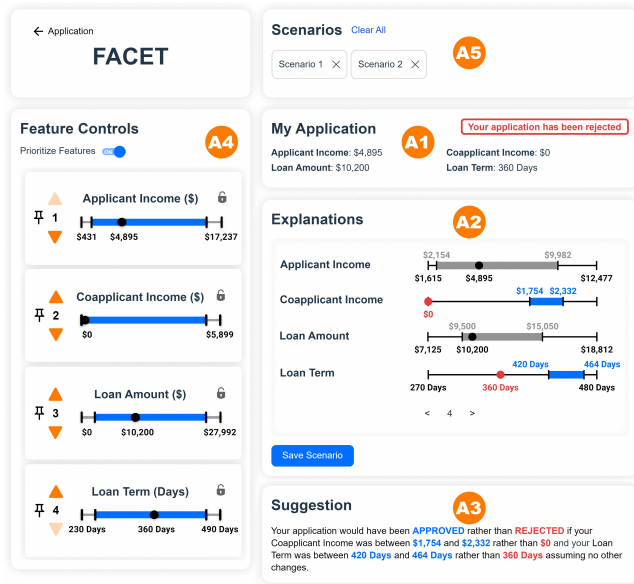 Application
FACET
Scenarios Clear All
Scenario 1
Scenario 2
A5
Feature Controls
Prioritize Features ON
A4
1
Applicant Income ($)
$431 $4,895 $17,237
2
Coapplicant Income ($)
$0 $5,899
3
Loan Amount ($)
$0 $10,200 $27,992
4
Loan Term (Days)
230 Days 360 Days 490 Days
My Application
A1
Your application has been rejected
Applicant Income: $4,895 Coapplicant Income: $0
Loan Amount: $10,200 Loan Term: 360 Days
Explanations
A2
$2,154 $9,982
Applicant Income
$1,615 $4,895 $12,477
$1,754 $2,332
Coapplicant Income
$0
$9,500 $15,050
Loan Amount
$7,125 $10,200 $18,812
420 Days 464 Days
Loan Term
270 Days 360 Days 480 Days
< 4 >
Save Scenario
Suggestion
A3
Your application would have been APPROVED rather than REJECTED if your
Coapplicant Income was between $1,754 and $2,332 rather than $0 and your Loan
Term was between 420 Days and 464 Days rather than 360 Days assuming no other
changes.